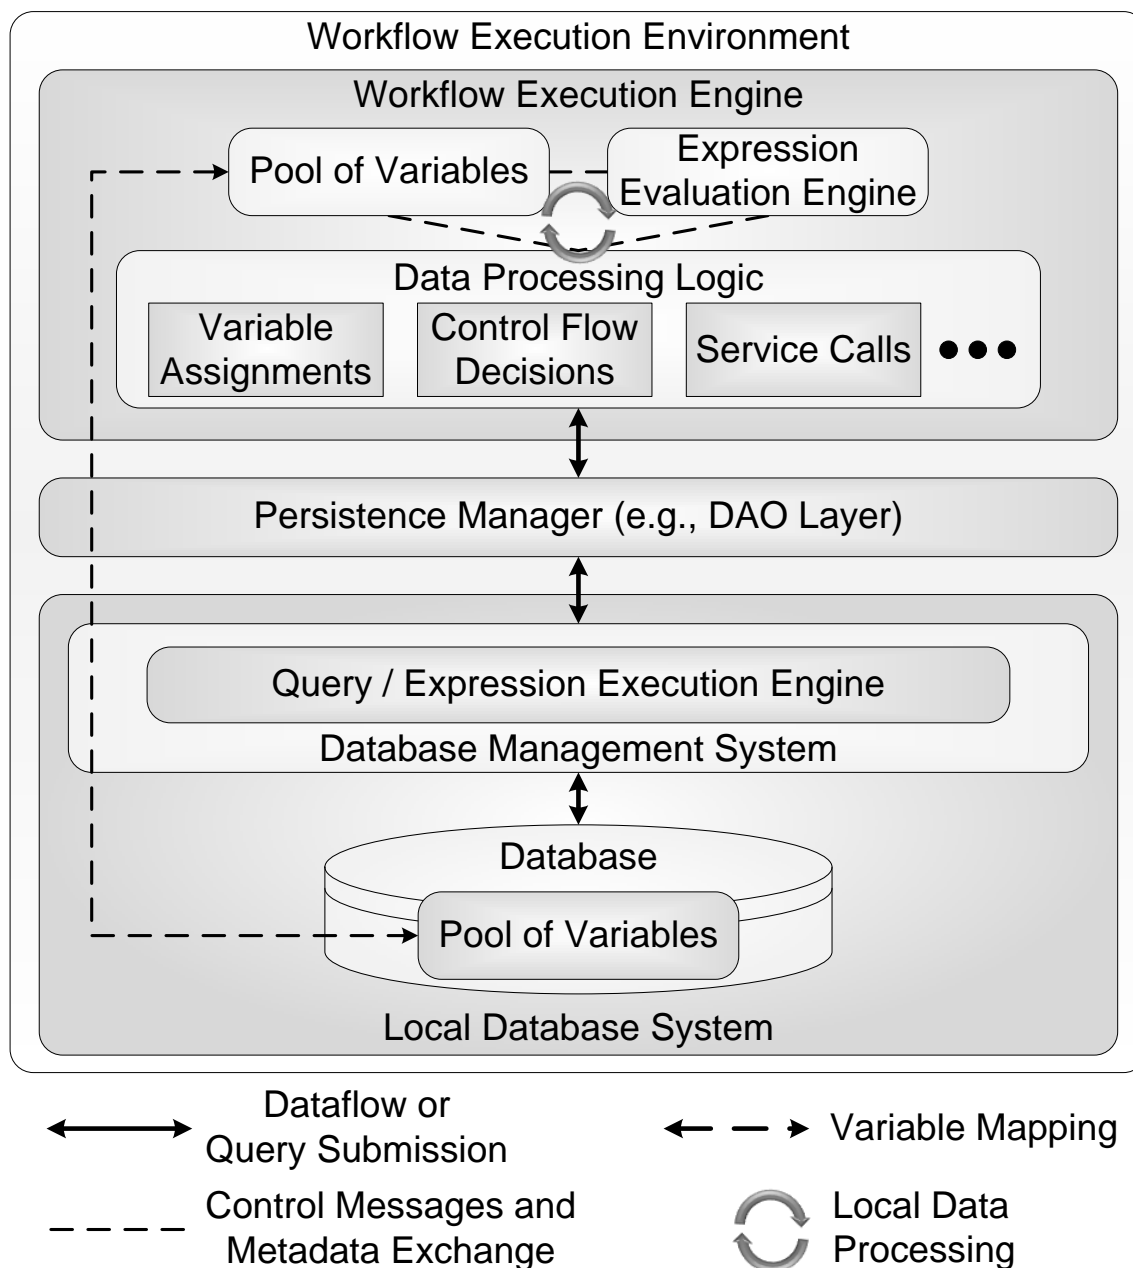 Workflow Execution Environment
Workflow Execution Engine
Pool of Variables
Expression
Evaluation Engine
Data Processing Logic
Variable
Assignments
Control Flow
Decisions
Service Calls
Persistence Manager (e.g., DAO Layer)
Query / Expression Execution Engine
Database Management System
Database
Pool of Variables
Local Database System
Dataflow or
Query Submission
Variable Mapping
Control Messages and
Metadata Exchange
Local Data
Processing